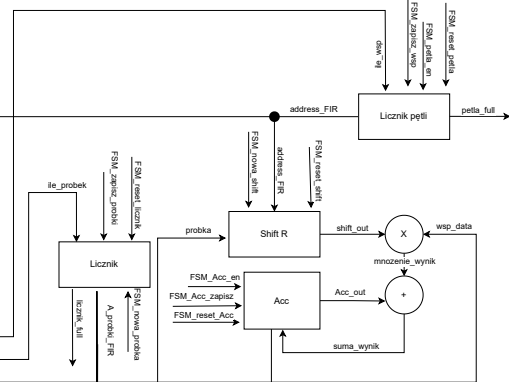 FSM_reset_petla
FSM_petla_en
FSM_zapisz_wsp
ile_wsp
address_FIR
Licznik pętli
petla_full
FSM_nowa_shift
address_FIR
FSM_reset_shift
FSM_reset_licznik
FSM_zapisz_probki
ile_probek
probka
Shift R
shift_out
X
wsp_data
mnozenie_wynik
Licznik
FSM_Acc_en
FSM_Acc_zapisz
FSM_reset_Acc
Acc
Acc_out
+
licznik_full
A_probki_FIR
FSM_nowa_probka
suma_wynik